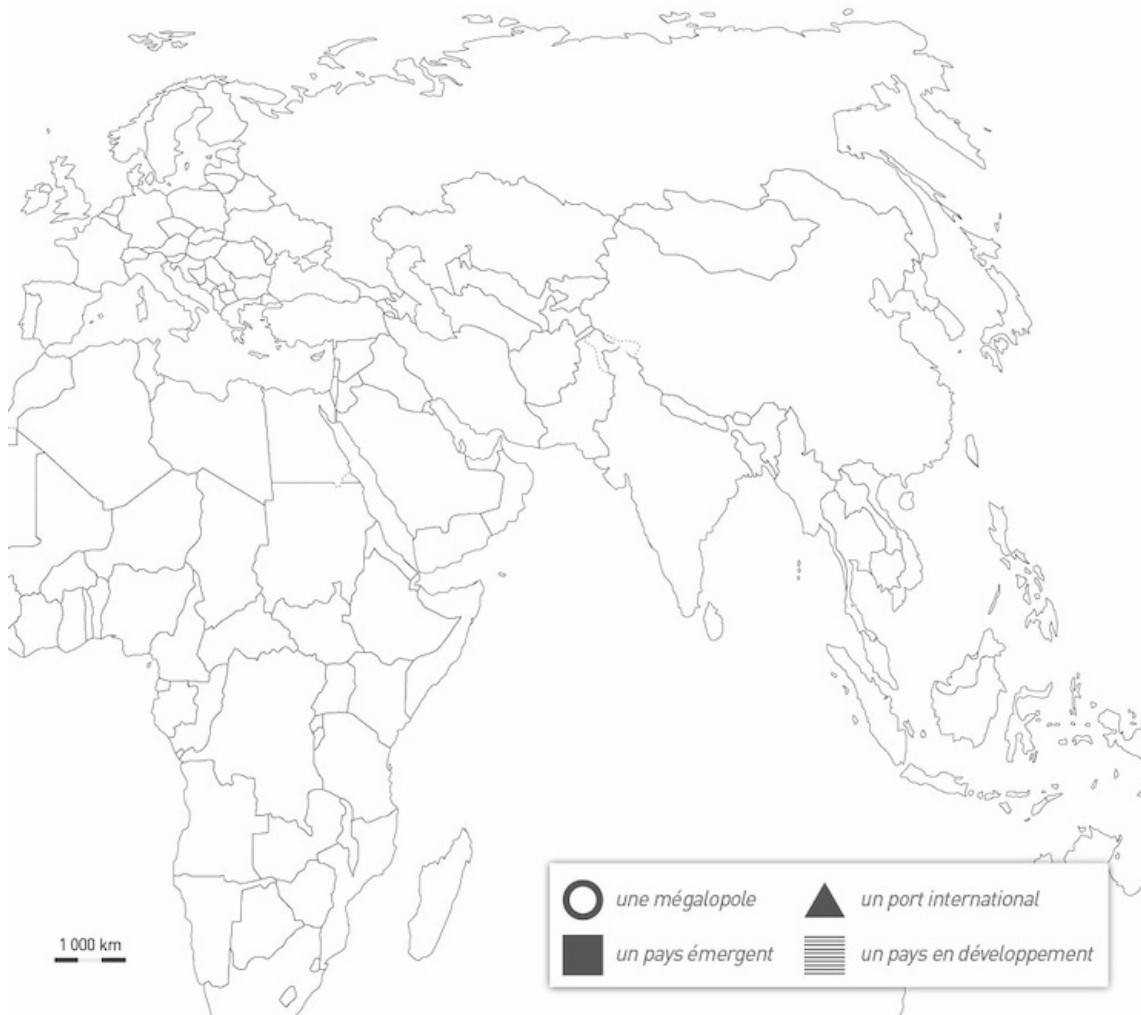 une mégalopole
un port international
un pays émergent
un pays en développement
1 000 km